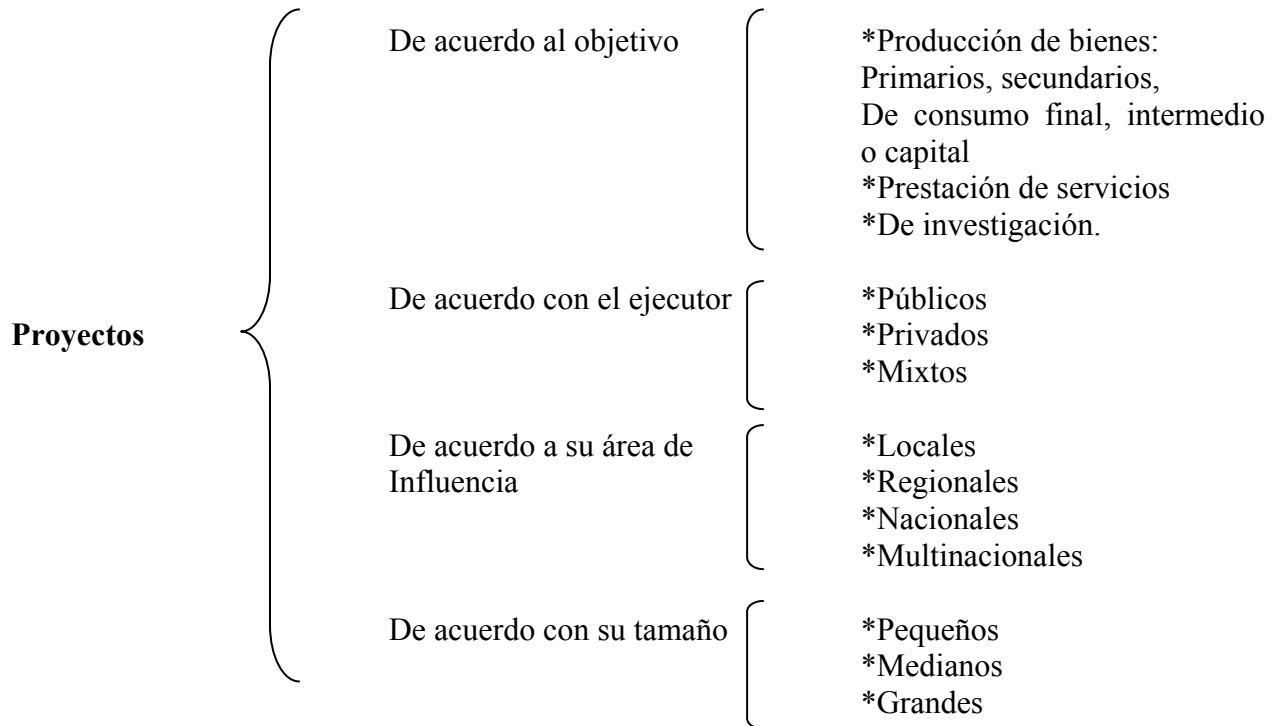 De acuerdo al objetivo
*Producción de bienes:
Primarios, secundarios,
De consumo final, intermedio
o capital
*Prestación de servicios
*De investigación.
De acuerdo con el ejecutor
*Públicos
*Privados
*Mixtos
Proyectos
De acuerdo a su área de
Influencia
*Locales
*Regionales
*Nacionales
*Multinacionales
De acuerdo con su tamaño
*Pequeños
*Medianos
*Grandes